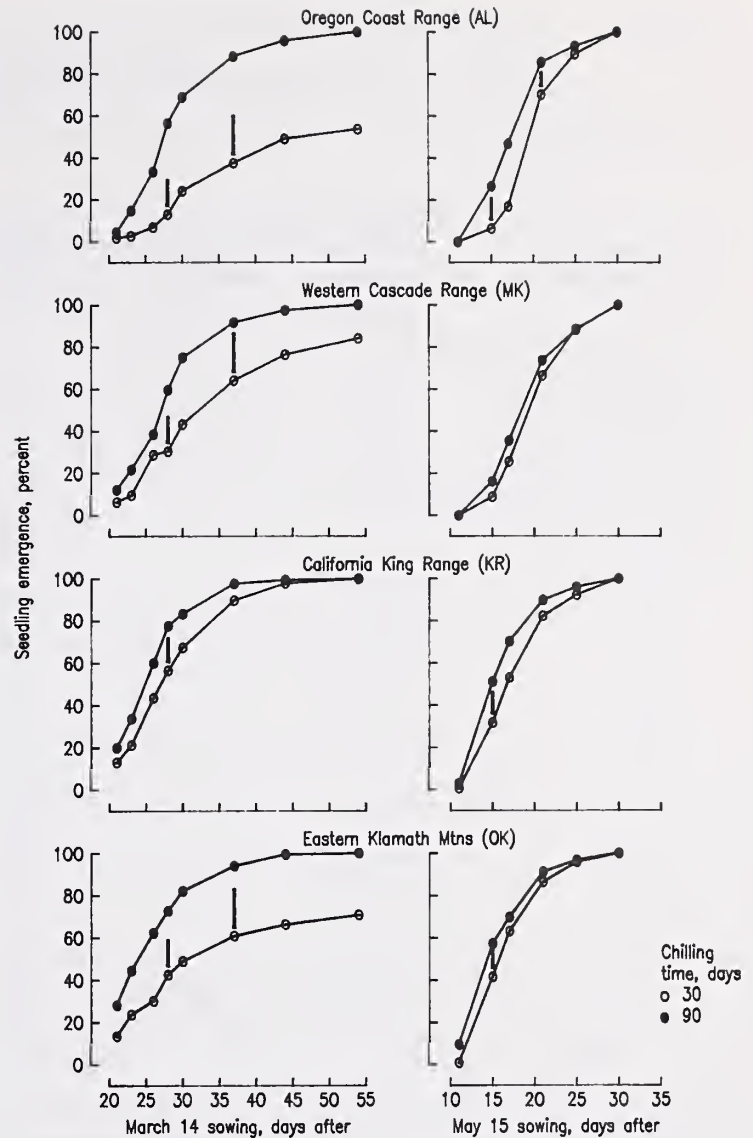 Oregon Coast Range (AL)
100
80
60
40
20
0
Western Cascade Range (MK)
100
80
60
40
20
0
Seedling emergence, percent
California King Range (KR)
100
80
60
40
20
0
Eastern Klamath Mtns (OK)
100
80
60
40
20
0
Chilling
time, days
○ 30
● 90
20 25 30 35 40 45 50 55
10 15 20 25 30 35
March 14 sowing, days after
May 15 sowing, days after